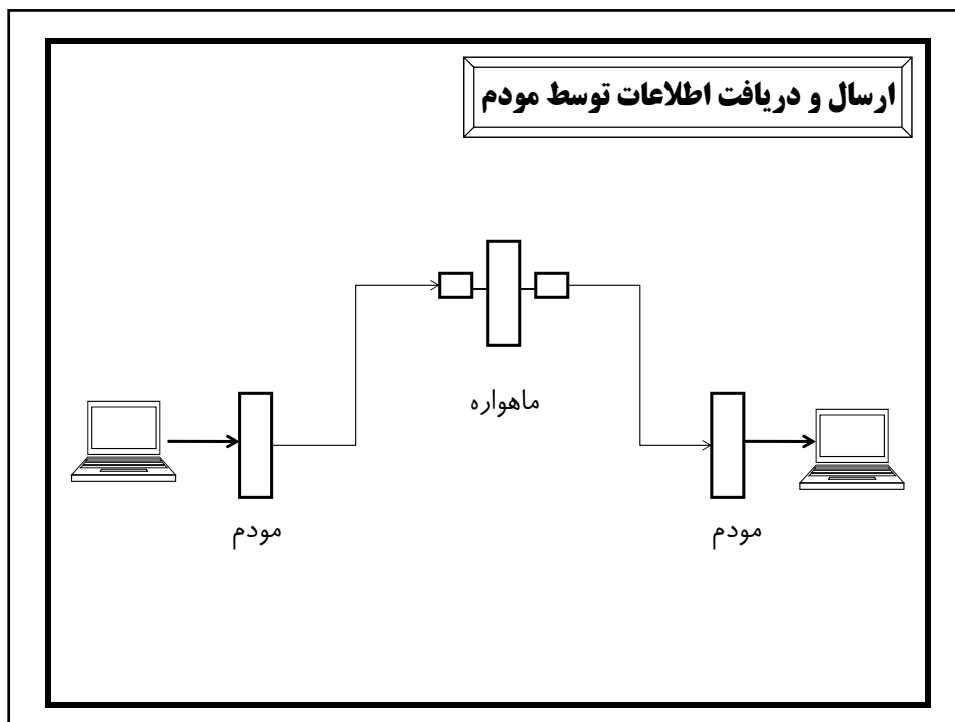 ارسال و دریافت اطلاعات توسط مودم
ماهواره
مودم
مودم